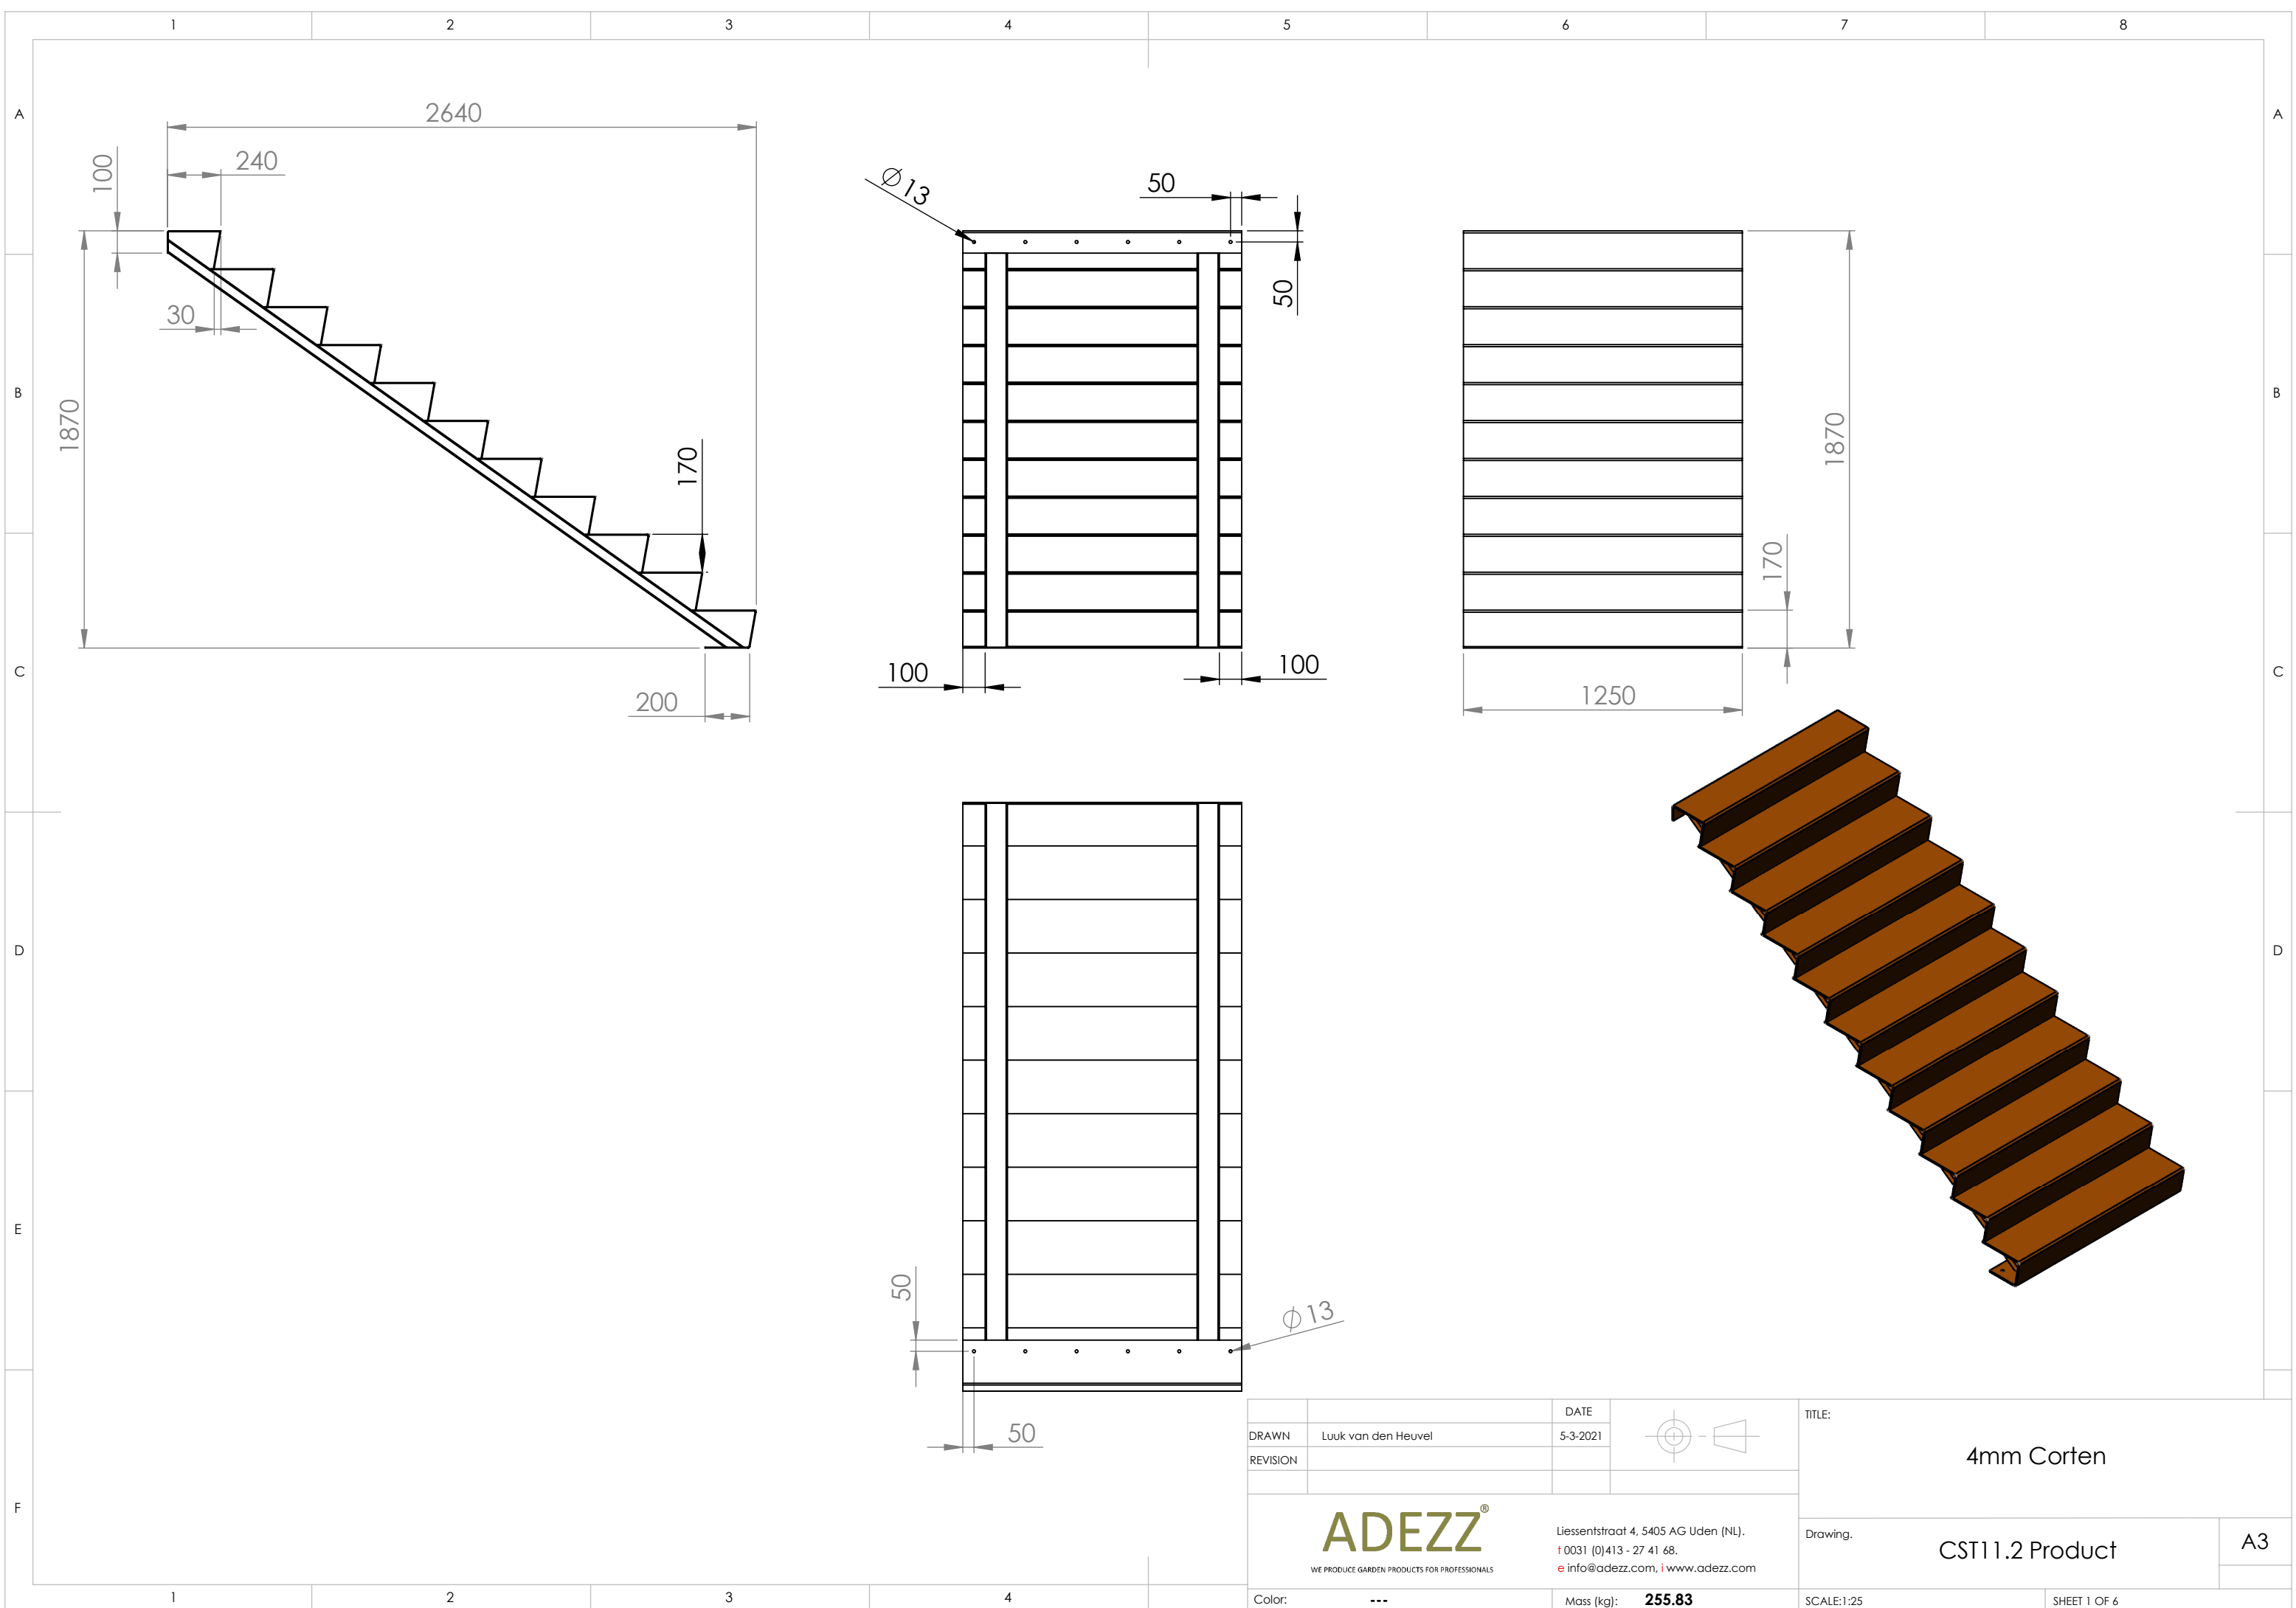 1 2 3 4 5 6 7 8
A A
2640
100
240
Ø 13
50
50
30
B B
1870
170
1870
170
C C
100
100
200
1250
D D
E E
50
Ø 13
50
DATE
DRAWN Luuk van den Heuvel 5-3-2021
REVISION
TITLE:
4mm Corten
F
ADEZZ®
WE PRODUCE GARDEN PRODUCTS FOR PROFESSIONALS
Liessentstraat 4, 5405 AG Uden (NL).
t 0031 (0)413 - 27 41 68.
e info@adezz.com, i www.adezz.com
Drawing.
CST11.2 Product
A3
1 2 3 4
Color: ---
Mass (kg): 255.83
SCALE:1:25
SHEET 1 OF 6